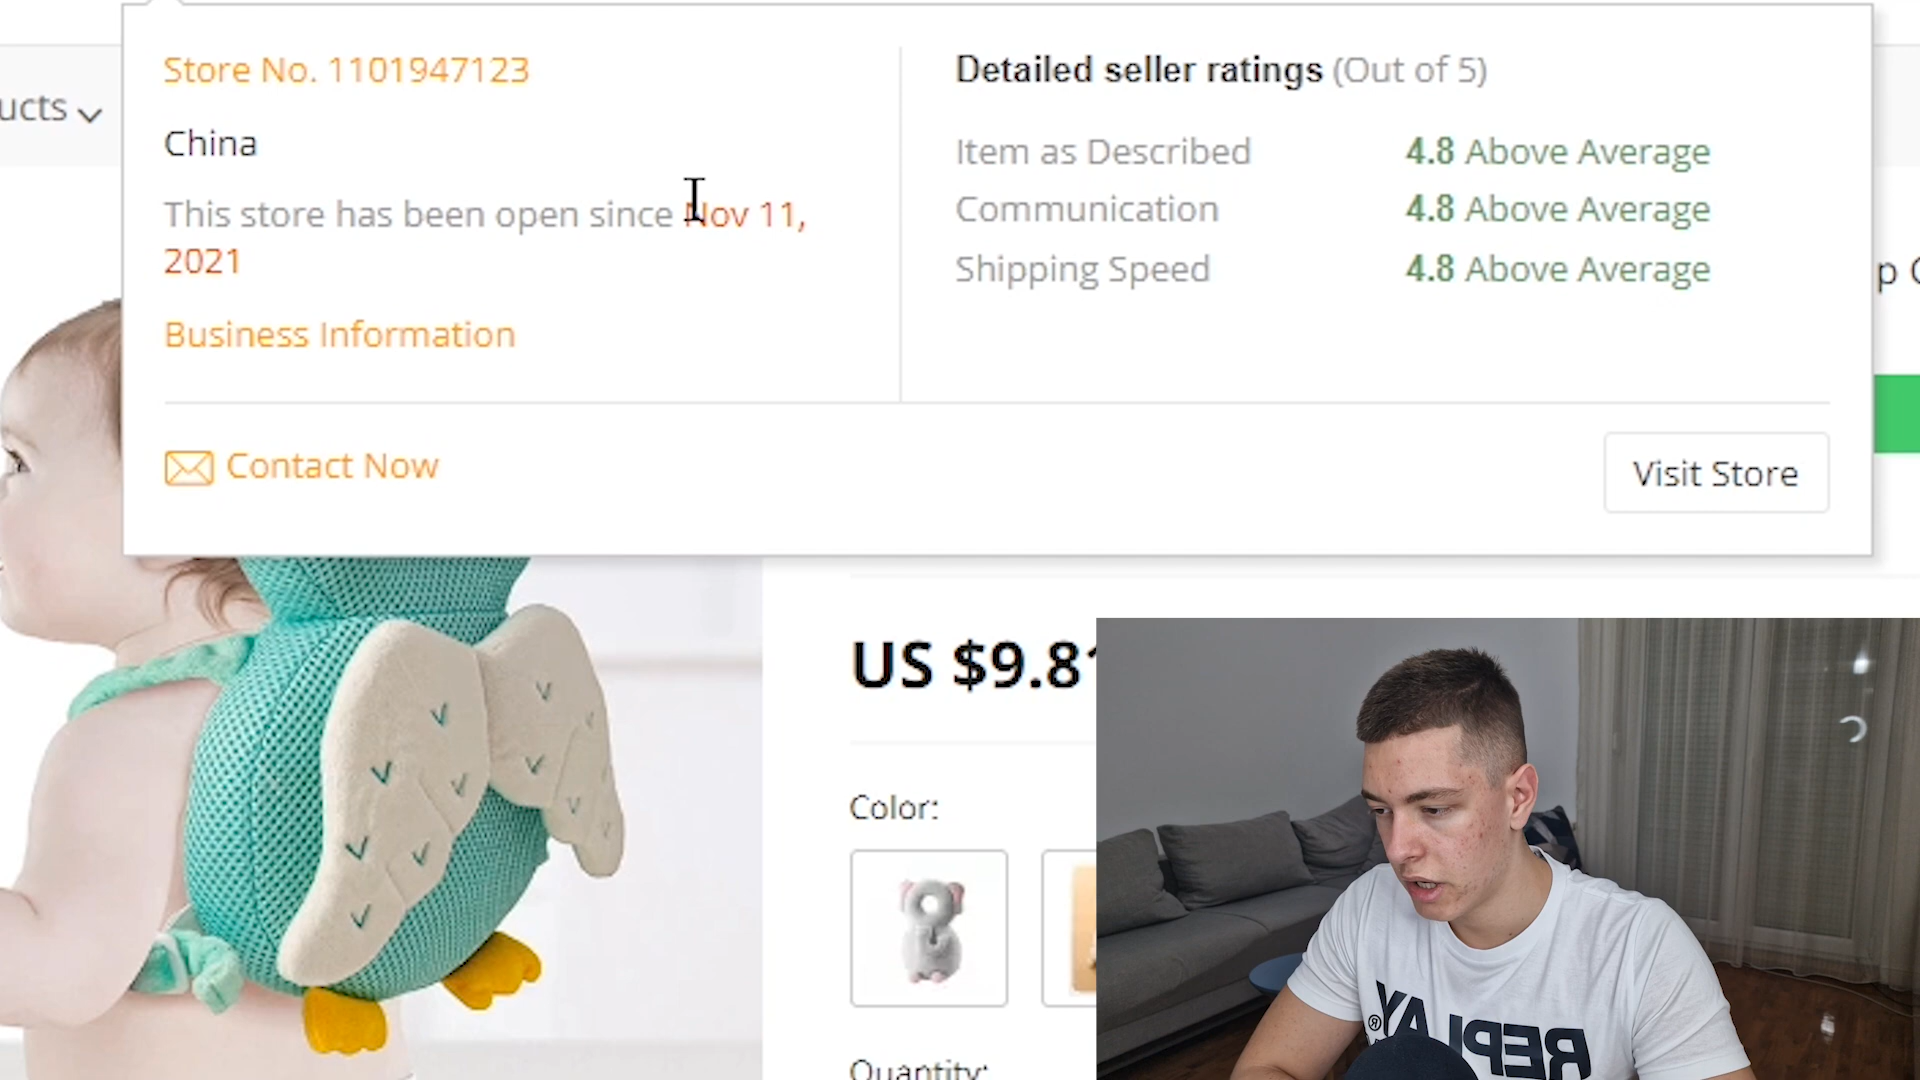 ucts
Store No. 1101947123
China
This store has been open since Nov 11,
2021
Business Information
Contact Now
Detailed seller ratings (Out of 5)
Item as Described 4.8 Above Average
Communication 4.8 Above Average
Shipping Speed 4.8 Above Average
Visit Store
p
US $9.81
Color:
Quantity:
REPLAY
®